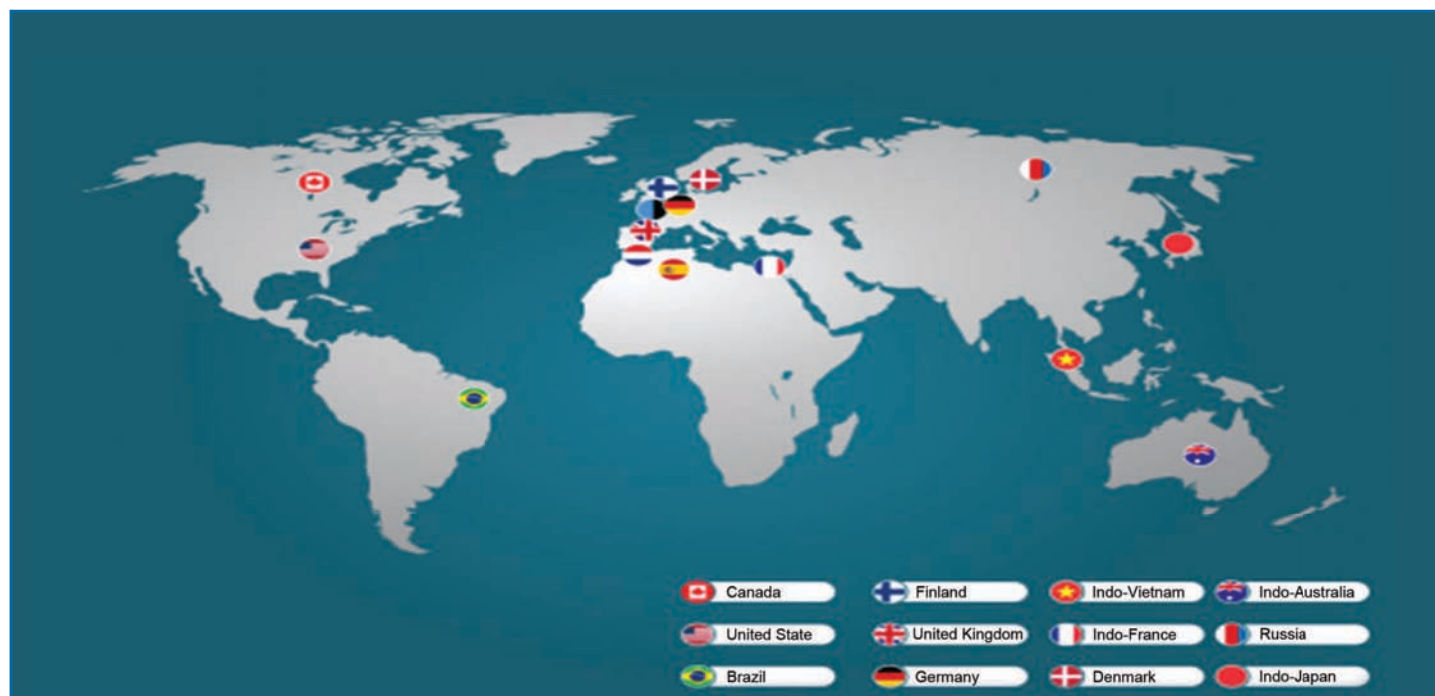 Canada
Finland
Indo-Vietnam
Indo-Australia
United State
United Kingdom
Indo-France
Russia
Brazil
Germany
Denmark
Indo-Japan